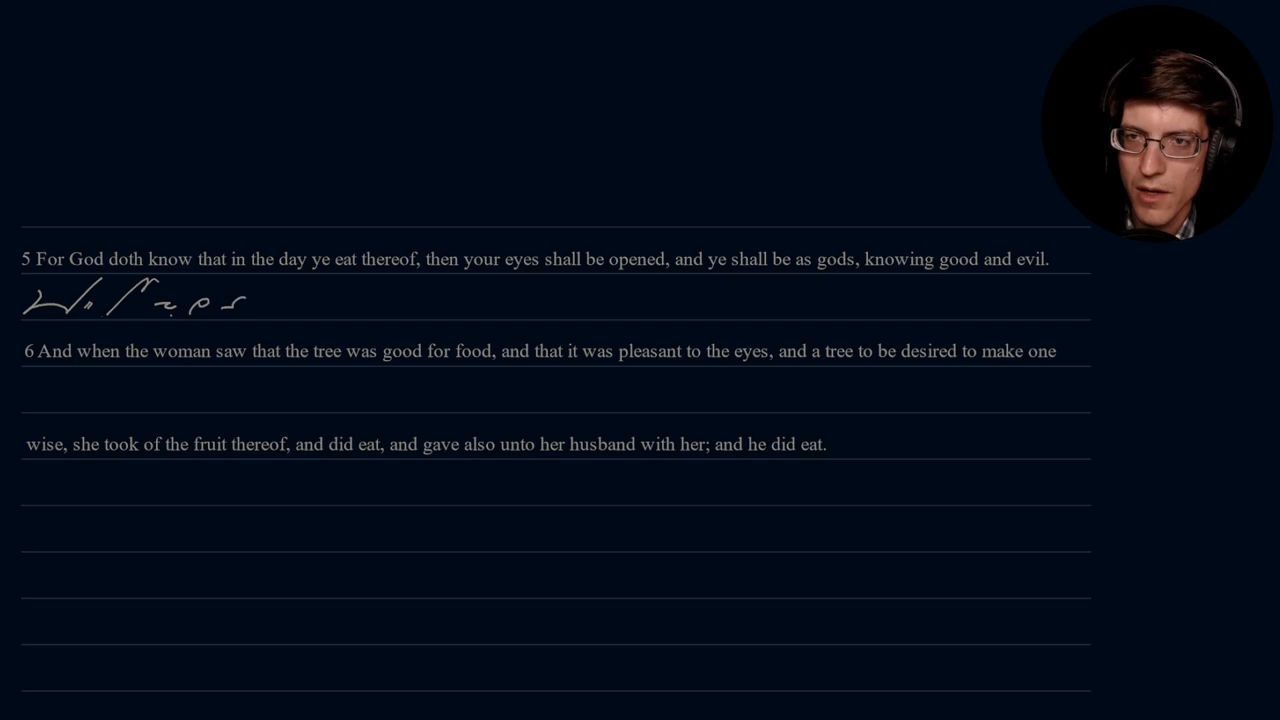 5 For God doth know that in the day ye eat thereof, then your eyes shall be opened, and ye shall be as gods, knowing good and evil.
6 And when the woman saw that the tree was good for food, and that it was pleasant to the eyes, and a tree to be desired to make one
wise, she took of the fruit thereof, and did eat, and gave also unto her husband with her; and he did eat.